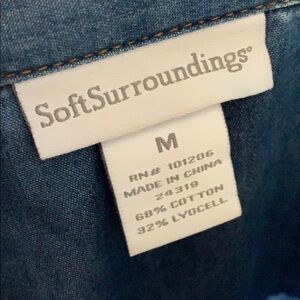 SoftSurroundings®
M
RN# 101206
MADE IN CHINA
24319
68% COTTON
32% LYOCELL